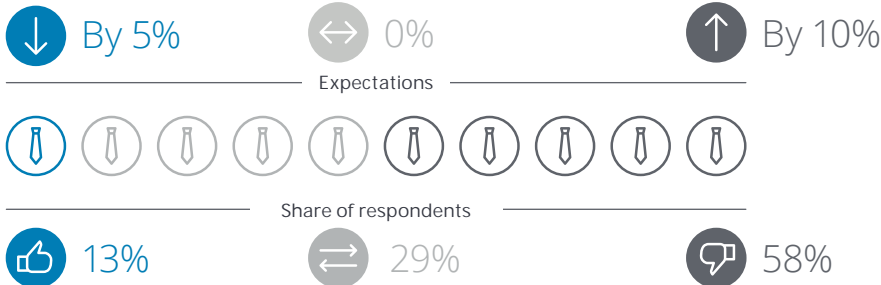 By 5% 0% By 10%
Expectations
Share of respondents
13% 29% 58%